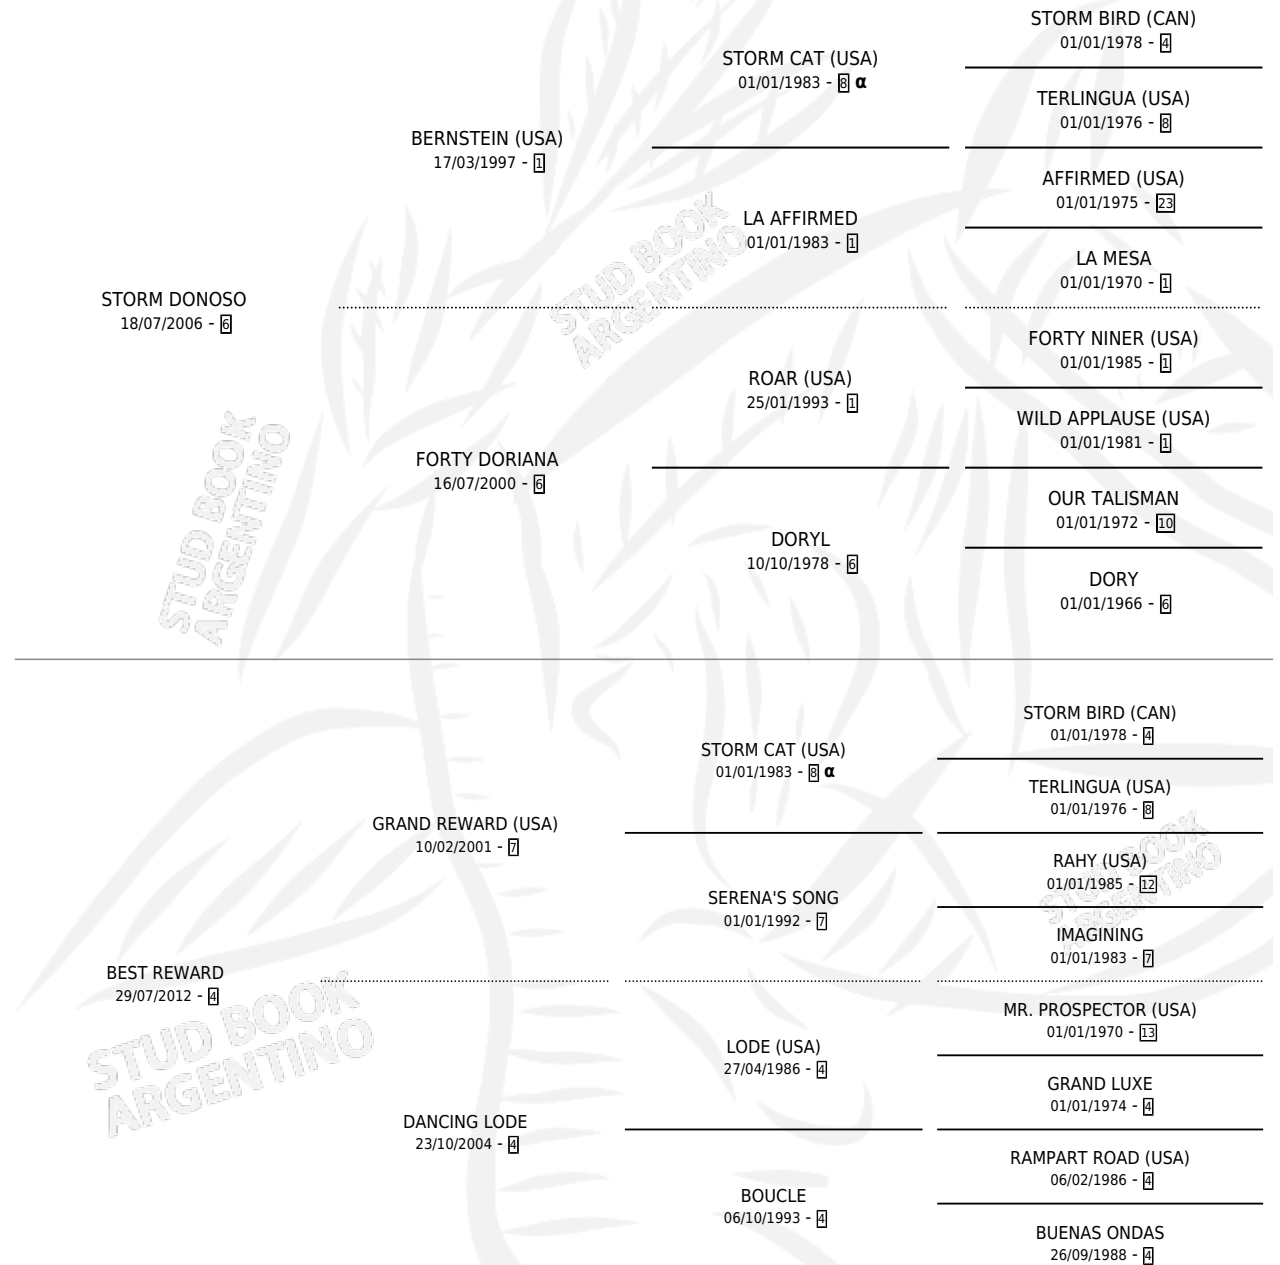 STORM BIRD (CAN)
01/01/1978 - 4
STORM CAT (USA)
01/01/1983 - 8 α
TERLINGUA (USA)
01/01/1976 - 8
BERNSTEIN (USA)
17/03/1997 - 1
AFFIRMED (USA)
01/01/1975 - 23
LA AFFIRMED
01/01/1983 - 1
LA MESA
01/01/1970 - 1
STORM DONOSO
18/07/2006 - 6
FORTY NINER (USA)
01/01/1985 - 1
ROAR (USA)
25/01/1993 - 1
WILD APPLAUSE (USA)
01/01/1981 - 1
FORTY DORIANA
16/07/2000 - 6
OUR TALISMAN
01/01/1972 - 10
DORYL
10/10/1978 - 6
DORY
01/01/1966 - 6
STUD BOOK
ARGENTINO
STUD BOOK
ARGENTINO
STORM BIRD (CAN)
01/01/1978 - 4
STORM CAT (USA)
01/01/1983 - 8 α
TERLINGUA (USA)
01/01/1976 - 8
GRAND REWARD (USA)
10/02/2001 - 7
RAHY (USA)
01/01/1985 - 12
SERENA'S SONG
01/01/1992 - 7
IMAGINING
01/01/1983 - 7
BEST REWARD
29/07/2012 - 4
MR. PROSPECTOR (USA)
01/01/1970 - 13
LODE (USA)
27/04/1986 - 4
GRAND LUXE
01/01/1974 - 4
DANCING LODE
23/10/2004 - 4
RAMPART ROAD (USA)
06/02/1986 - 4
BOUCLE
06/10/1993 - 4
BUENAS ONDAS
26/09/1988 - 4
STUD BOOK
ARGENTINO
STUD BOOK
ARGENTINO